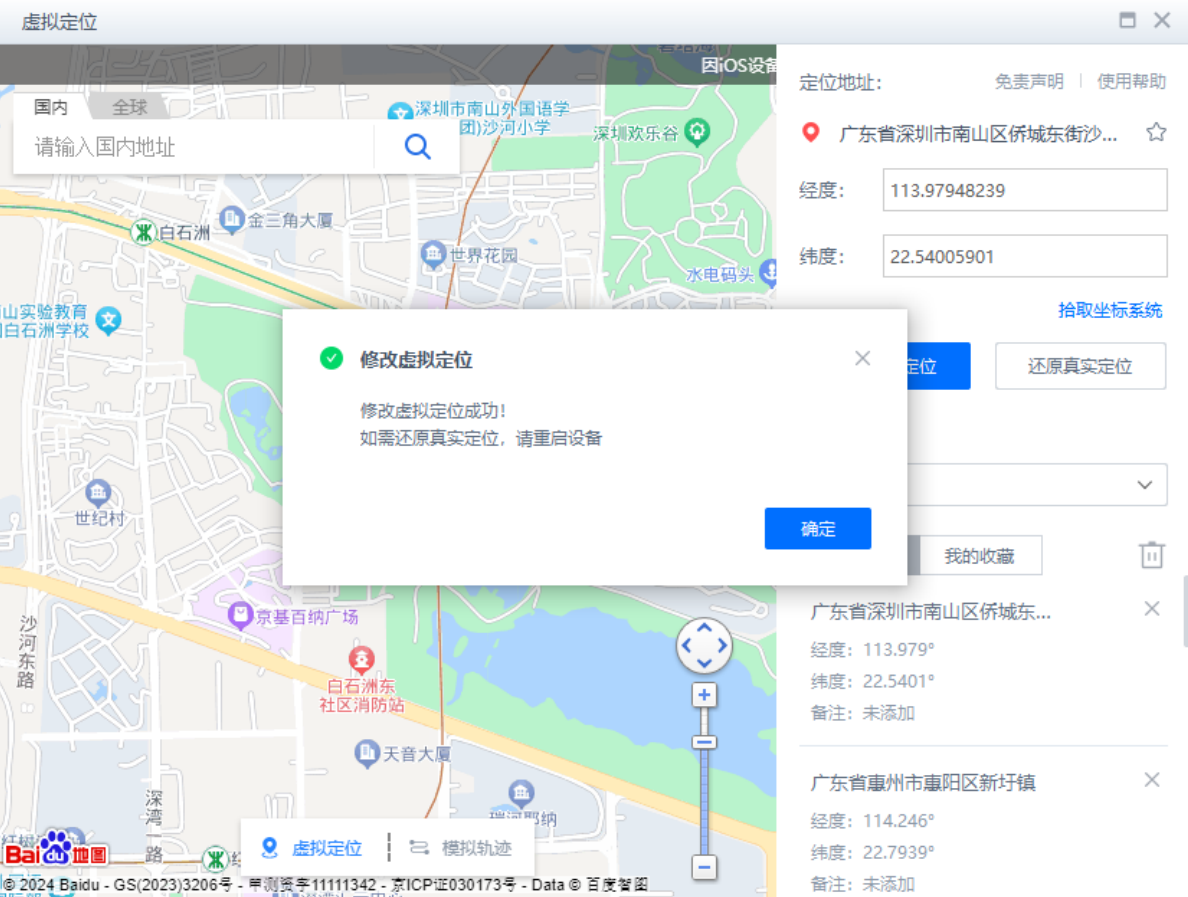 虚拟定位
因iOS设备
国内
全球
请输入国内地址
深圳市南山外国语学
团)沙河小学
深圳欢乐谷
白石洲
金三角大厦
世界花园
水电码头
山实验教育
白石洲学校
世纪村
京基百纳广场
沙河东路
白石洲东
社区消防站
天音大厦
深湾一路
虚拟定位
模拟轨迹
Bai du 地图
© 2024 Baidu - GS(2023)3206号 - 甲测资字11111342 - 京ICP证030173号 - Data © 百度智图
修改虚拟定位
修改虚拟定位成功!
如需还原真实定位，请重启设备
确定
定位地址：
免责声明
使用帮助
广东省深圳市南山区侨城东街沙...
经度：
113.97948239
纬度：
22.54005901
拾取坐标系统
定位
还原真实定位
我的收藏
广东省深圳市南山区侨城东...
经度：113.979°
纬度：22.5401°
备注：未添加
广东省惠州市惠阳区新圩镇
经度：114.246°
纬度：22.7939°
备注：未添加